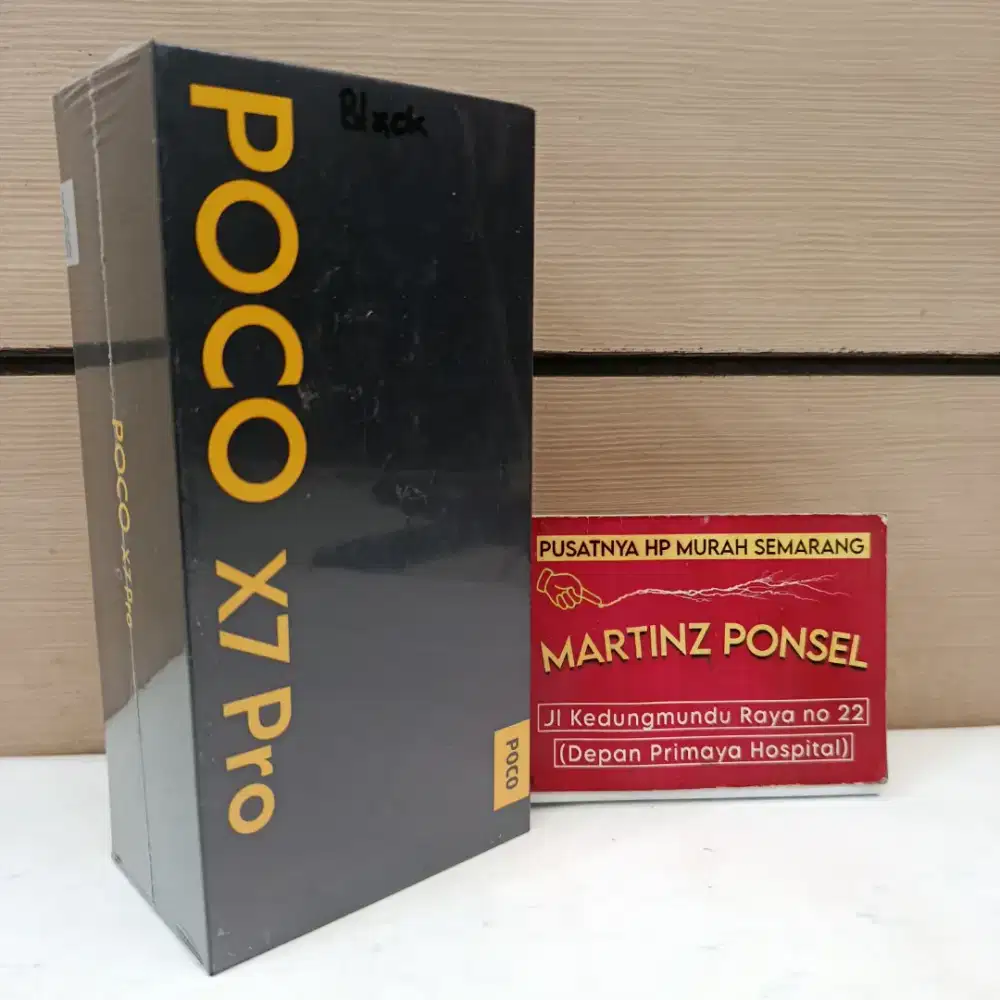 Black
POCO X7 Pro
POCO X7 Pro
POCO
PUSATNYA HP MURAH SEMARANG
MARTINZ PONSEL
Jl Kedungmundu Raya no 22
(Depan Primaya Hospital)